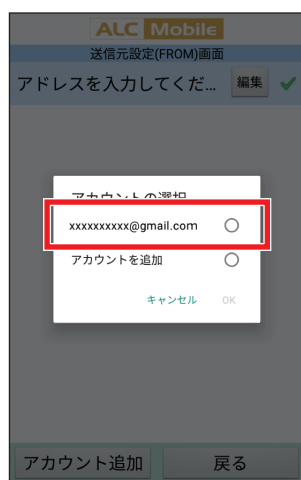 ALC Mobile
送信元設定(FROM)画面
アドレスを入力してくだ... 編集
アカウントの選択
xxxxxxxxxx@gmail.com
アカウントを追加
キャンセル OK
アカウント追加 戻る